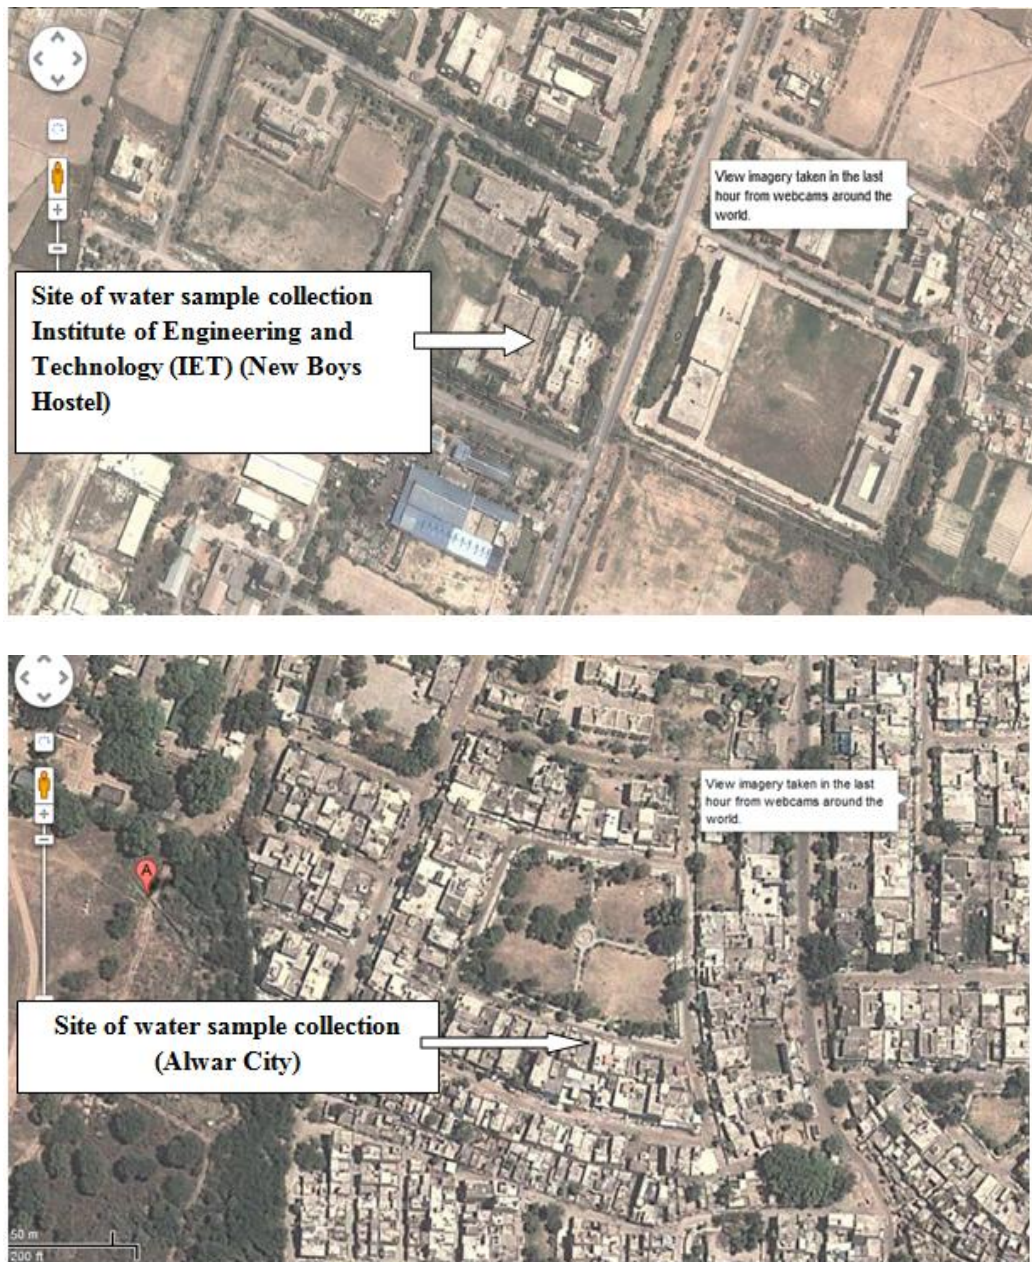 View imagery taken in the last
hour from webcams around the
world.
Site of water sample collection
Institute of Engineering and
Technology (IET) (New Boys
Hostel)
View imagery taken in the last
hour from webcams around the
world.
A
Site of water sample collection
(Alwar City)
50 m
200 ft